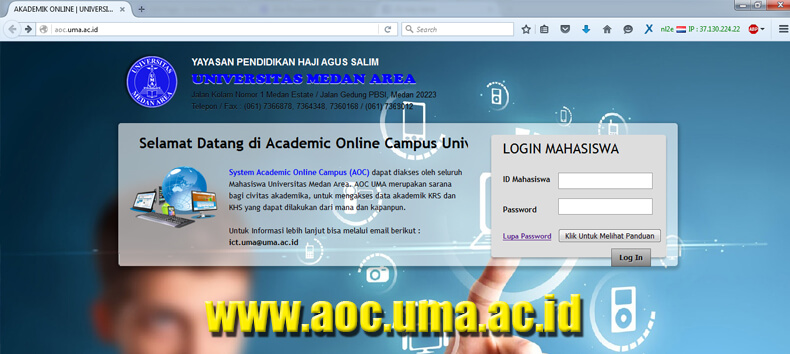 AKADEMIK ONLINE | UNIVERSI...
aoc.uma.ac.id
Search
nl2e
IP : 37.130.224.22
ABP
YAYASAN PENDIDIKAN HAJI AGUS SALIM
UNIVERSITAS MEDAN AREA
Jalan Kolam Nomor 1 Medan Estate / Jalan Gedung PBSI, Medan 20223
Telepon / Fax : (061) 7366878, 7364348, 7360168 / (061) 7368012
UNIVERSITAS
MEDAN AREA
Selamat Datang di Academic Online Campus Univ
System Academic Online Campus (AOC) dapat diakses oleh seluruh
Mahasiswa Universitas Medan Area. AOC UMA merupakan sarana
bagi civitas akademika, untuk mengakses data akademik KRS dan
KHS yang dapat dilakukan dari mana dan kapanpun.
Untuk Informasi lebih lanjut bisa melalui email berikut :
ict.uma@uma.ac.id
LOGIN MAHASISWA
ID Mahasiswa
Password
Lupa Password
Klik Untuk Melihat Panduan
Log In
www.aoc.uma.ac.id